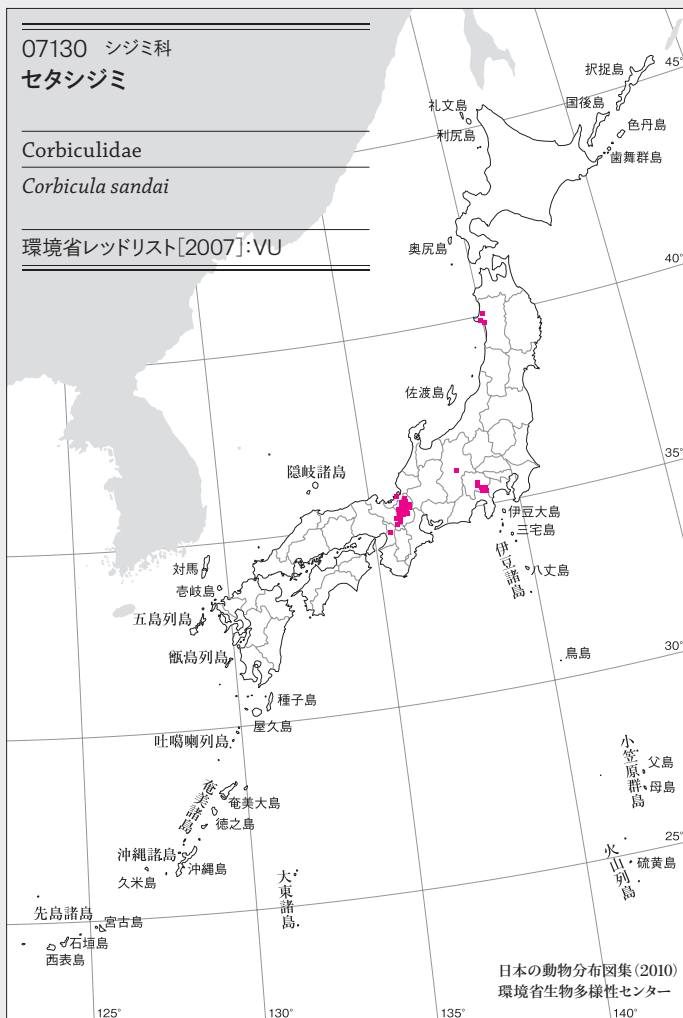 07130 シジミ科
セタシジミ
Corbiculidae
Corbicula sandai
環境省レッドリスト[2007]:VU
45°
択捉島
国後島
礼文島
色丹島
利尻島
歯舞群島
奥尻島
40°
佐渡島
35°
隠岐諸島
伊豆大島
三宅島
伊豆諸島
八丈島
対馬
壱岐島
五島列島
甑島列島
鳥島
30°
種子島
屋久島
吐噶喇列島
小笠原群島
父島
母島
奄美諸島
奄美大島
徳之島
25°
沖縄諸島
沖縄島
久米島
火山列島
硫黄島
大東諸島
先島諸島
宮古島
石垣島
西表島
日本の動物分布図集(2010)
環境省生物多様性センター
125°
130°
135°
140°